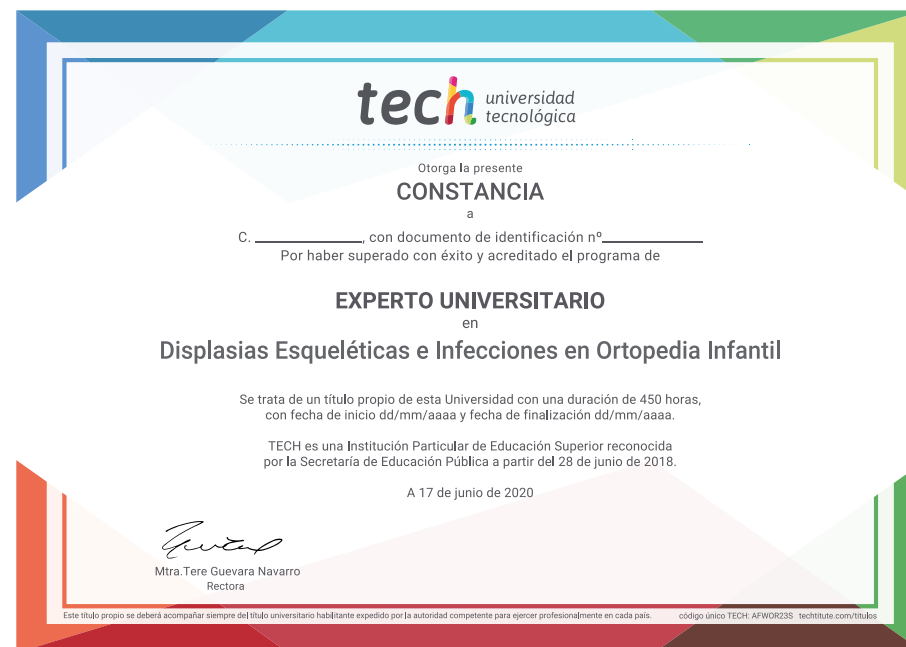 tech universidad
tecnológica
Otorga la presente
CONSTANCIA
a
C. ____________, con documento de identificación nº____________
Por haber superado con éxito y acreditado el programa de
EXPERTO UNIVERSITARIO
en
Displasias Esqueléticas e Infecciones en Ortopedia Infantil
Se trata de un título propio de esta Universidad con una duración de 450 horas,
con fecha de inicio dd/mm/aaaa y fecha de finalización dd/mm/aaaa.
TECH es una Institución Particular de Educación Superior reconocida
por la Secretaría de Educación Pública a partir del 28 de junio de 2018.
A 17 de junio de 2020
Mtra.Tere Guevara Navarro
Rectora
Este título propio se deberá acompañar siempre del título universitario habilitante expedido por la autoridad competente para ejercer profesionalmente en cada país. código único TECH: AFWOR23S techtitute.com/titulos